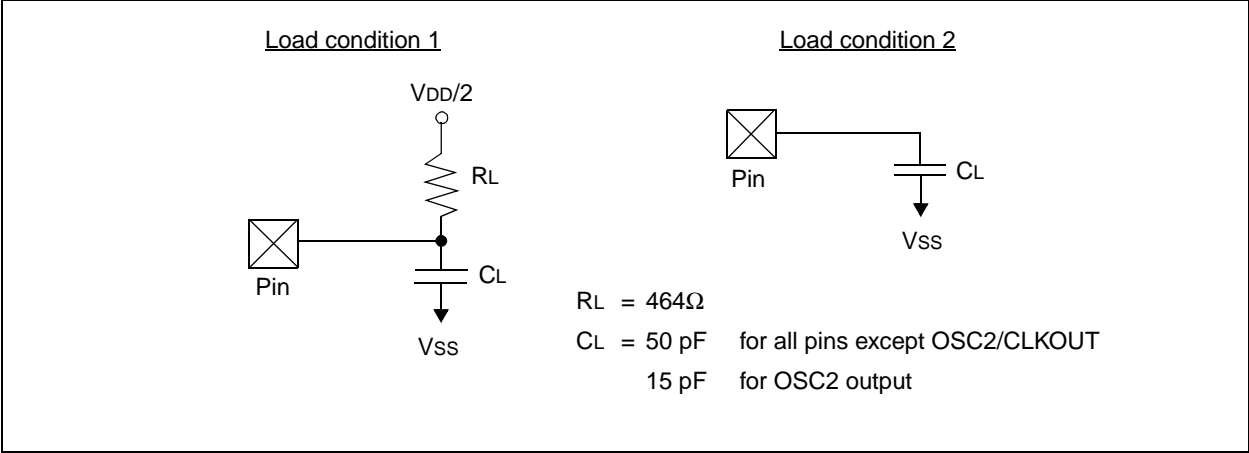 Load condition 1
VDD/2
RL
Pin
CL
VSS
Load condition 2
Pin
CL
VSS
RL = 464Ω
CL = 50 pF for all pins except OSC2/CLKOUT
15 pF for OSC2 output